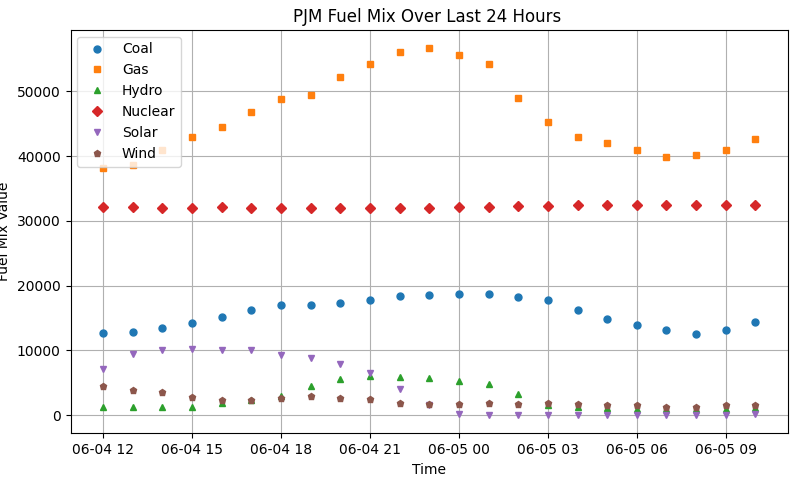 PJM Fuel Mix Over Last 24 Hours
Coal
Gas
Hydro
Nuclear
Solar
Wind
50000
40000
30000
20000
10000
0
Fuel Mix Value
06-04 12 06-04 15 06-04 18 06-04 21 06-05 00 06-05 03 06-05 06 06-05 09
Time